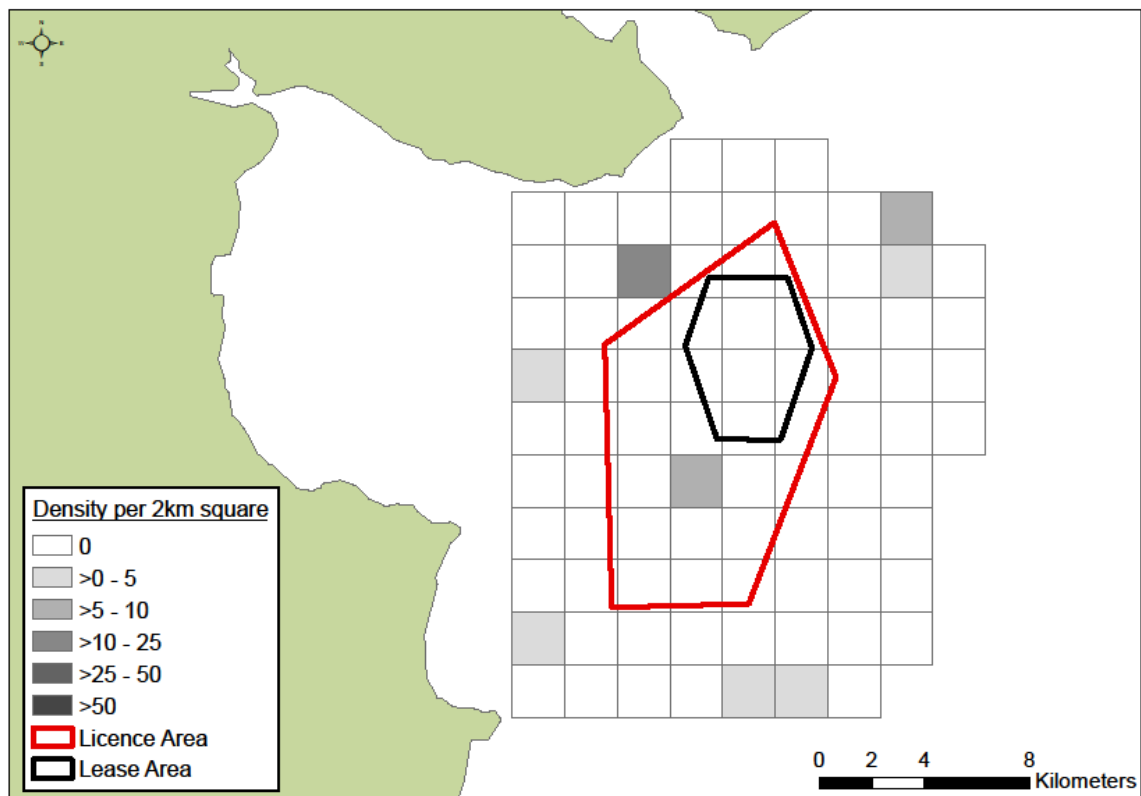 N
E
S
Density per 2km square
0
>0 - 5
>5 - 10
>10 - 25
>25 - 50
>50
Licence Area
Lease Area
0 2 4 8
Kilometers